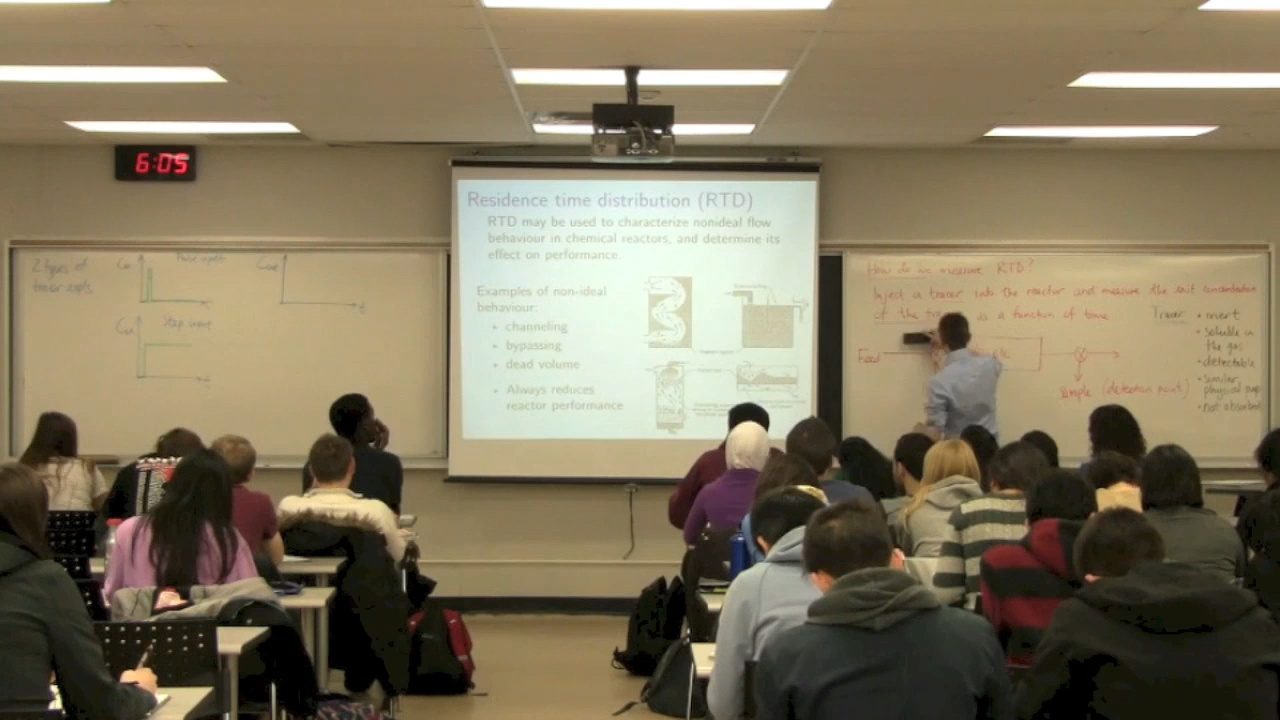 6:05
2 types of
tracer expts
Pulse input
Step input
Residence time distribution (RTD)
RTD may be used to characterize nonideal flow
behaviour in chemical reactors, and determine its
effect on performance.
Examples of non-ideal
behaviour:
channeling
bypassing
dead volume
Always reduces
reactor performance
How do we measure RTD?
Inject a tracer into the reactor and measure the exit concentration
of the tracer as a function of time
Feed
sample (detection point)
Tracer
• inert
• soluble in
the gas
• detectable
• similar
physical prop
• not absorbed